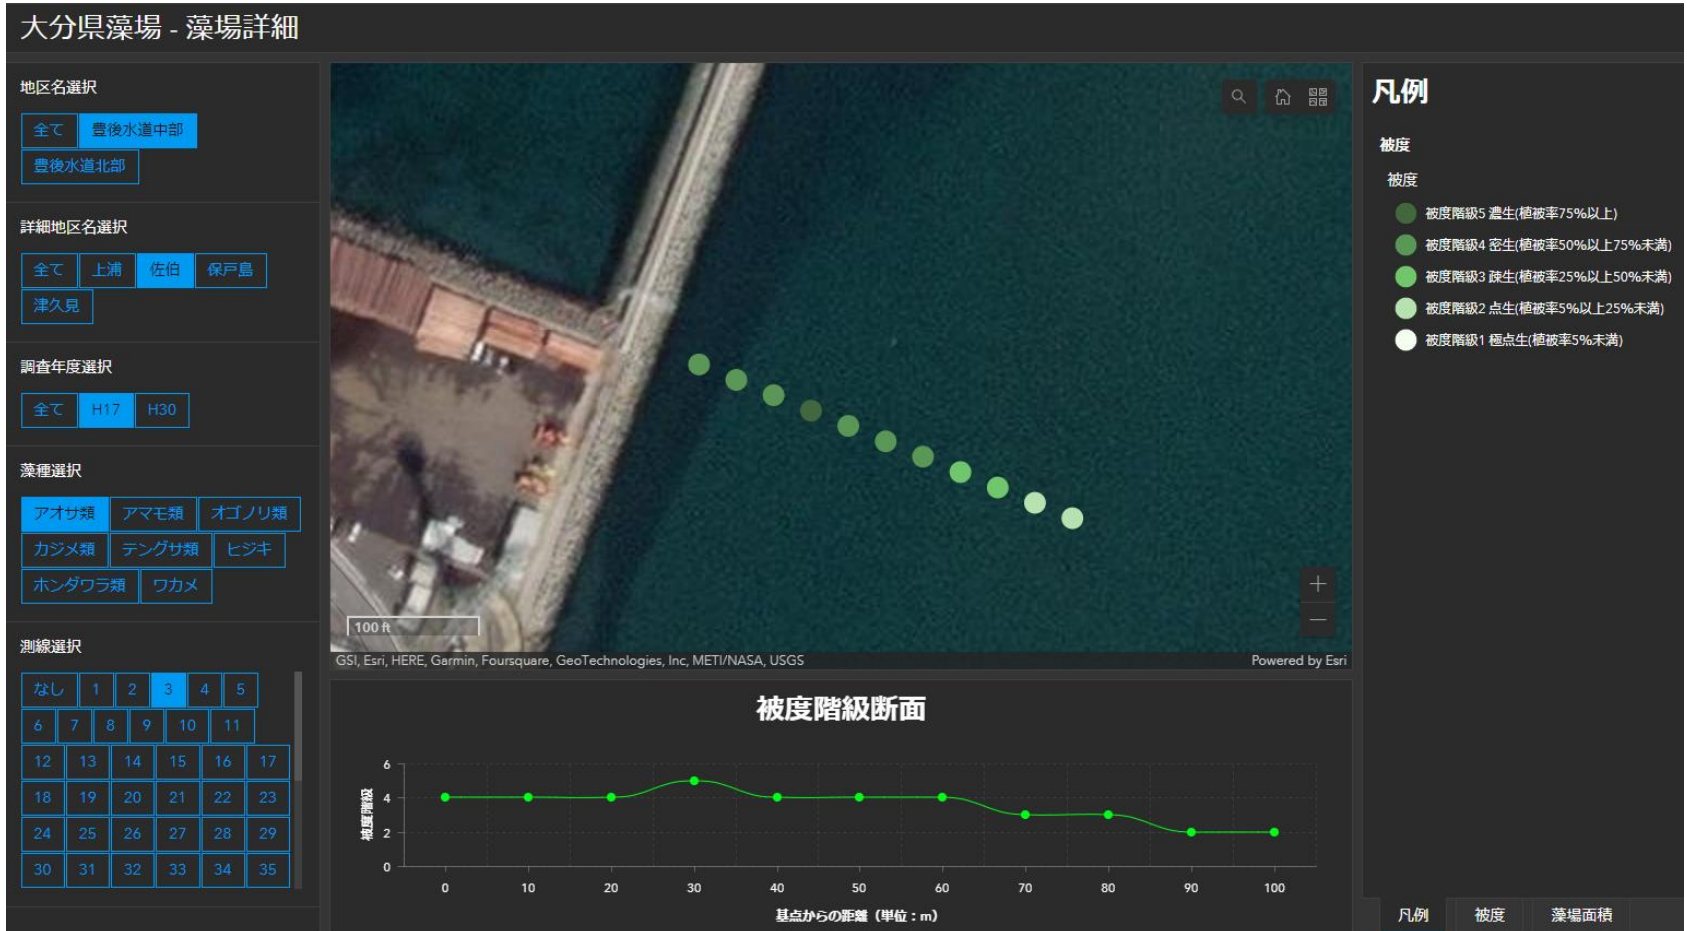 大分県藻場 - 藻場詳細
地区名選択
全て 豊後水道中部
豊後水道北部
詳細地区名選択
全て 上浦 佐伯 保戸島
津久見
調査年度選択
全て H17 H30
藻種選択
アオサ類 アマモ類 オゴノリ類
カジメ類 テングサ類 ヒジキ
ホンダワラ類 ワカメ
測線選択
なし 1 2 3 4 5
6 7 8 9 10 11
12 13 14 15 16 17
18 19 20 21 22 23
24 25 26 27 28 29
30 31 32 33 34 35
100 ft
GSI, Esri, HERE, Garmin, Foursquare, GeoTechnologies, Inc, METI/NASA, USGS
Powered by Esri
被度階級断面
被度階級
6
4
2
0
0 10 20 30 40 50 60 70 80 90 100
基点からの距離（単位：m）
凡例
被度
被度
被度階級5 濃生(植被率75%以上)
被度階級4 密生(植被率50%以上75%未満)
被度階級3 疎生(植被率25%以上50%未満)
被度階級2 点生(植被率5%以上25%未満)
被度階級1 極点生(植被率5%未満)
凡例 被度 藻場面積